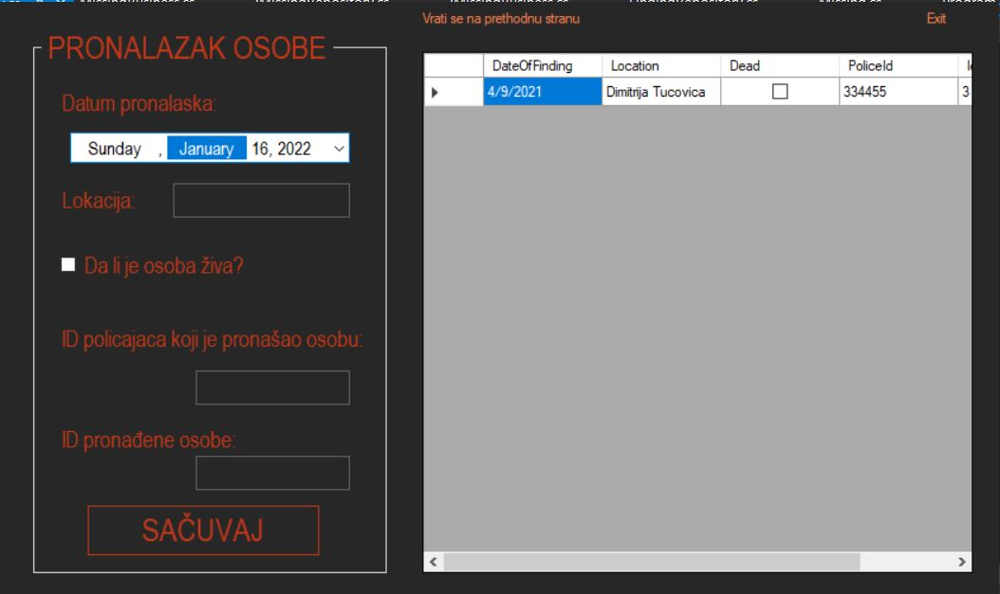 Vrati se na prethodnu stranu
Exit
PRONALAZAK OSOBE
Datum pronalaska:
Sunday , January 16, 2022
Lokacija:
Da li je osoba živa?
ID policajaca koji je pronašao osobu:
ID pronađene osobe:
SAČUVAJ
DateOfFinding Location Dead PoliceId
4/9/2021 Dimitrija Tucovica 334455 3